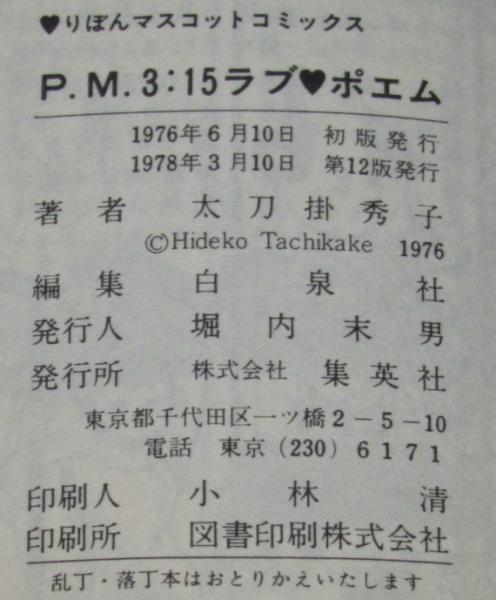 ♥りぼんマスコットコミックス
P.M.3:15ラブ♥ポエム
1976年6月10日 初版発行
1978年3月10日 第12版発行
著者 太刀掛秀子
©Hideko Tachikake 1976
編集 白泉社
発行人 堀内末男
発行所 株式会社 集英社
東京都千代田区一ツ橋2-5-10
電話 東京(230)6171
印刷人 小林清
印刷所 図書印刷株式会社
乱丁・落丁本はおとりかえいたします